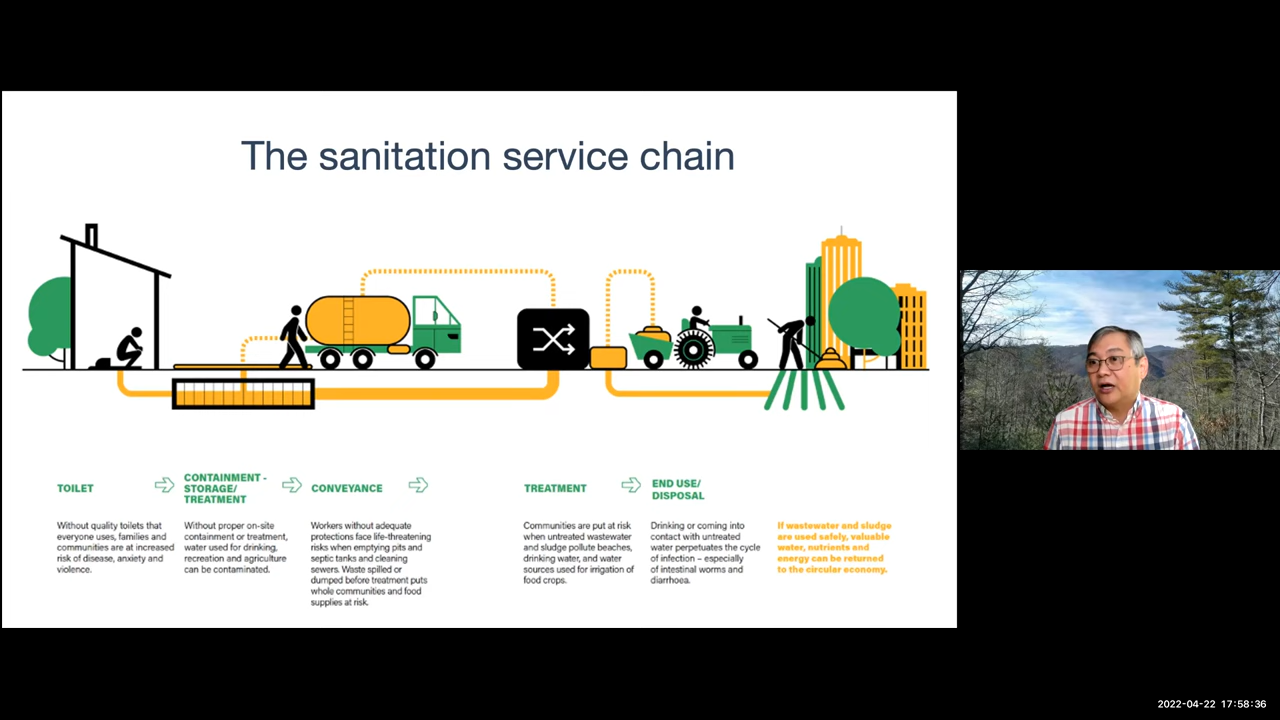 The sanitation service chain
TOILET
Without quality toilets that
everyone uses, families and
communities are at increased
risk of disease, anxiety and
violence.
CONTAINMENT -
STORAGE/
TREATMENT
Without proper on-site
containment or treatment,
water used for drinking,
recreation and agriculture
can be contaminated.
CONVEYANCE
Workers without adequate
protections face life-threatening
risks when emptying pits and
septic tanks and cleaning
sewers. Waste spilled or
dumped before treatment puts
whole communities and food
supplies at risk.
TREATMENT
Communities are put at risk
when untreated wastewater
and sludge pollute beaches,
drinking water, and water
sources used for irrigation of
food crops.
END USE/
DISPOSAL
Drinking or coming into
contact with untreated
water perpetuates the cycle
of infection – especially
of intestinal worms and
diarrhoea.
If wastewater and sludge
are used safely, valuable
water, nutrients and
energy can be returned
to the circular economy.
2022-04-22 17:58:36